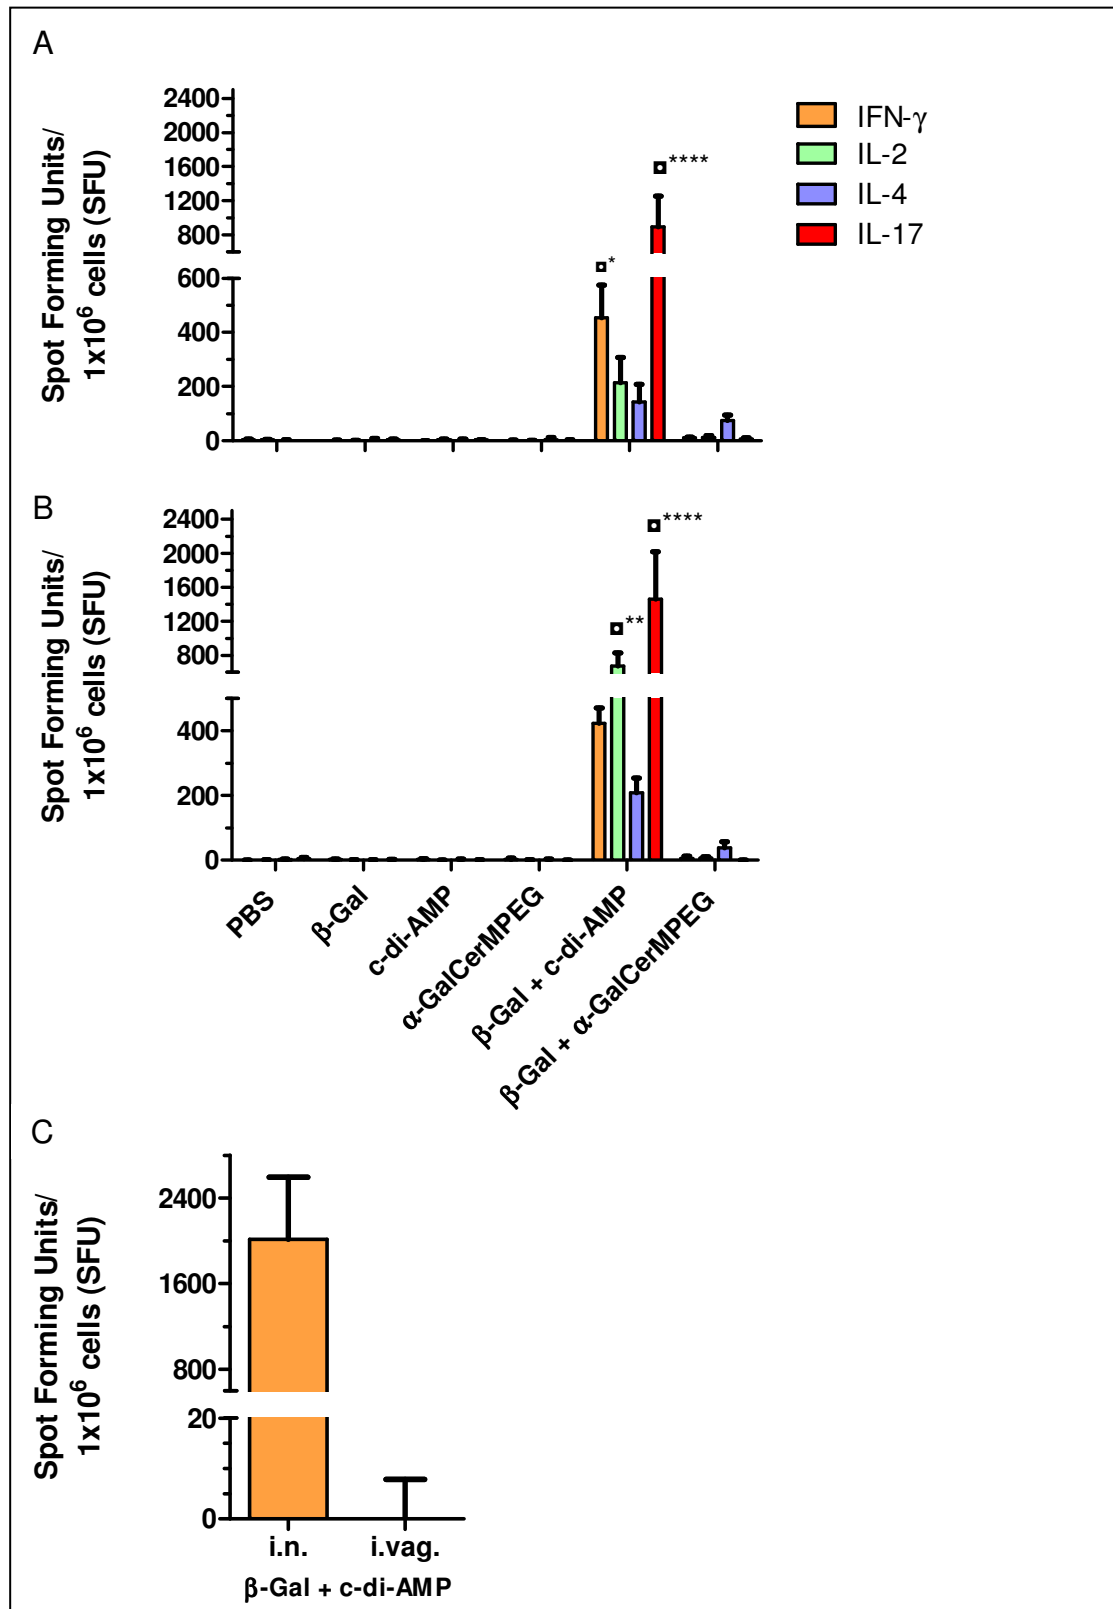 A
2400
2000
1600
1200
800
600
400
200
0
Spot Forming Units/
1x10⁶ cells (SFU)
*
****
IFN-γ
IL-2
IL-4
IL-17
B
2400
2000
1600
1200
800
400
200
0
Spot Forming Units/
1x10⁶ cells (SFU)
**
****
PBS
β-Gal
c-di-AMP
α-GalCerMPEG
β-Gal + c-di-AMP
β-Gal + α-GalCerMPEG
C
2400
1600
800
20
0
Spot Forming Units/
1x10⁶ cells (SFU)
i.n. i.vag.
β-Gal + c-di-AMP